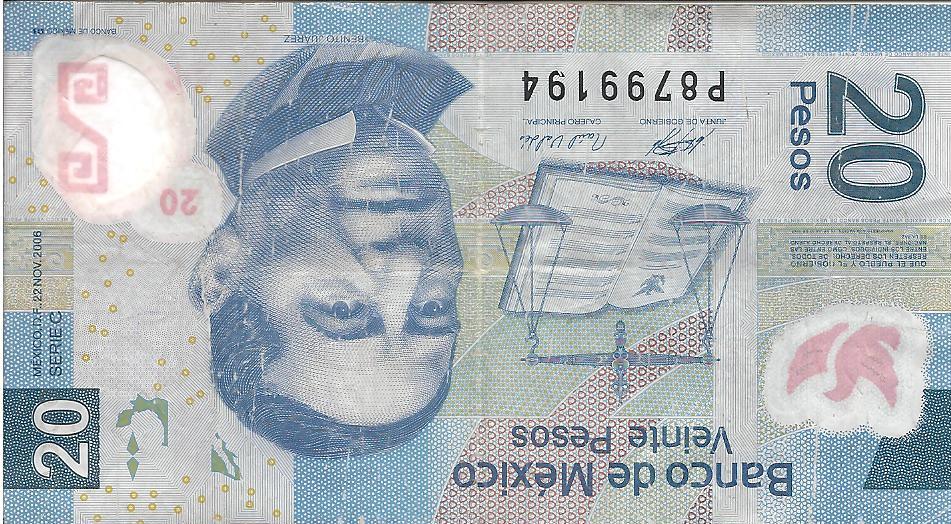 Banco de México
Veinte Pesos
20
20
Pesos
QUE EL PUEBLO Y EL GOBIERNO
RESPETEN LOS DERECHOS DE TODOS.
ENTRE LOS INDIVIDUOS, COMO ENTRE LAS
NACIONES, EL RESPETO AL DERECHO AJENO
ES LA PAZ.
JUNTA DE GOBIERNO
CAJERO PRINCIPAL
P8799194
MÉXICO, D.F. 22 NOV. 2006
SERIE C
20
BENITO JUÁREZ
BANCO DE MÉXICO